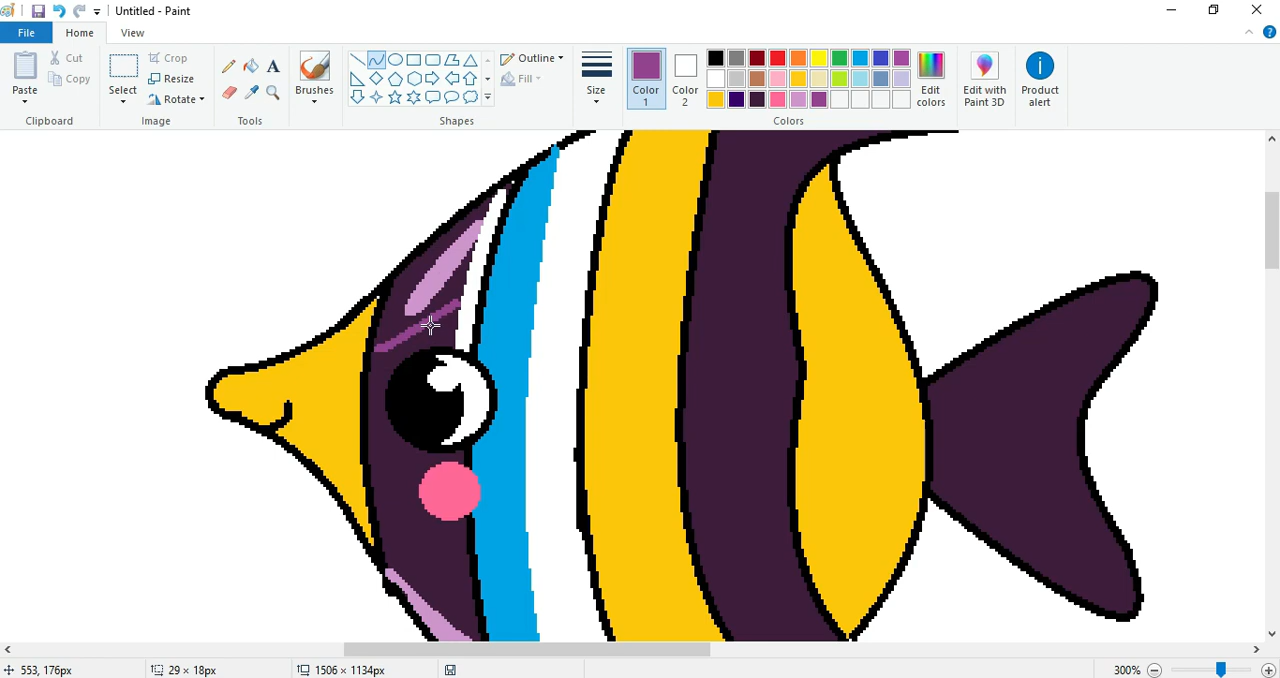 Untitled - Paint
File Home View
Paste
Cut
Copy
Clipboard
Select
Crop
Resize
Rotate
Image
Tools
Brushes
Shapes
Outline
Fill
Size
Color 1
Color 2
Colors
Edit colors
Edit with Paint 3D
Product alert
553, 176px
29 × 18px
1506 × 1134px
300%